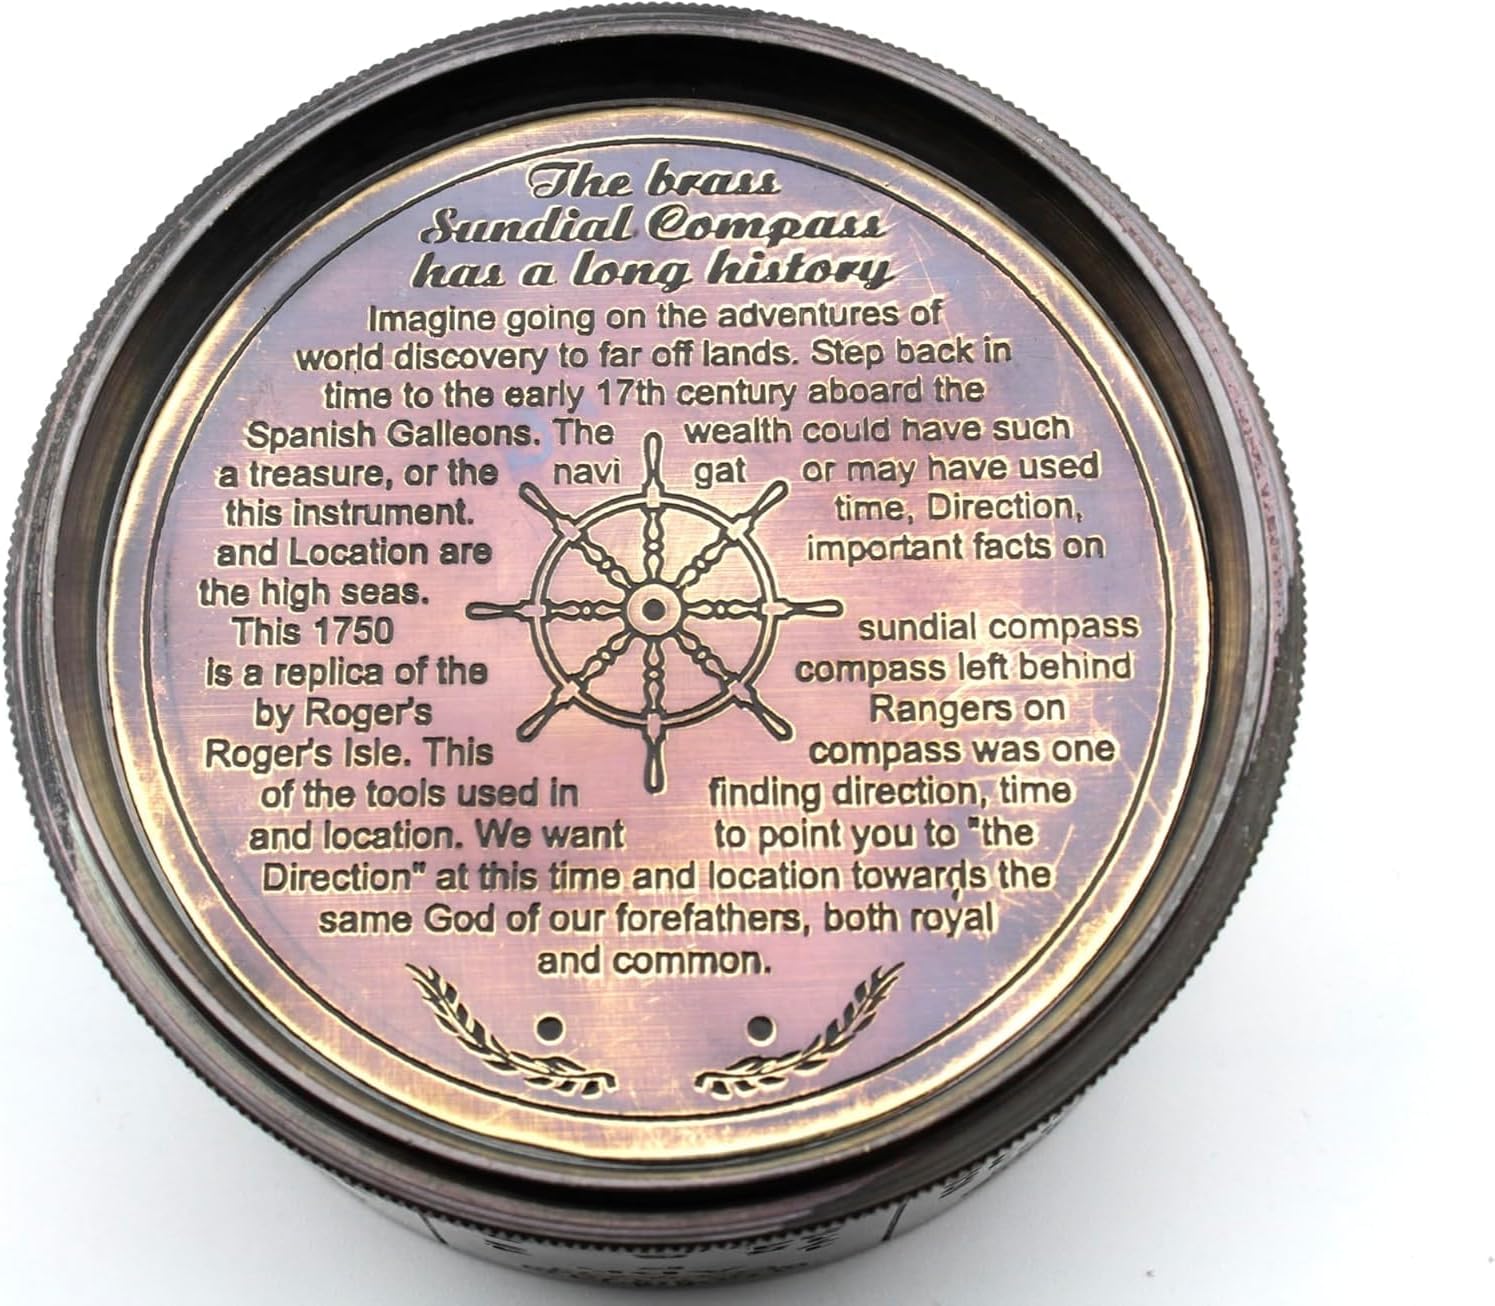 The brass
Sundial Compass
has a long history
Imagine going on the adventures of
world discovery to far off lands. Step back in
time to the early 17th century aboard the
Spanish Galleons. The wealth could have such
a treasure, or the navi gat or may have used
this instrument. time, Direction,
and Location are important facts on
the high seas.
This 1750 sundial compass
is a replica of the compass left behind
by Roger's Rangers on
Roger's Isle. This compass was one
of the tools used in finding direction, time
and location. We want to point you to "the
Direction" at this time and location towards the
same God of our forefathers, both royal
and common.